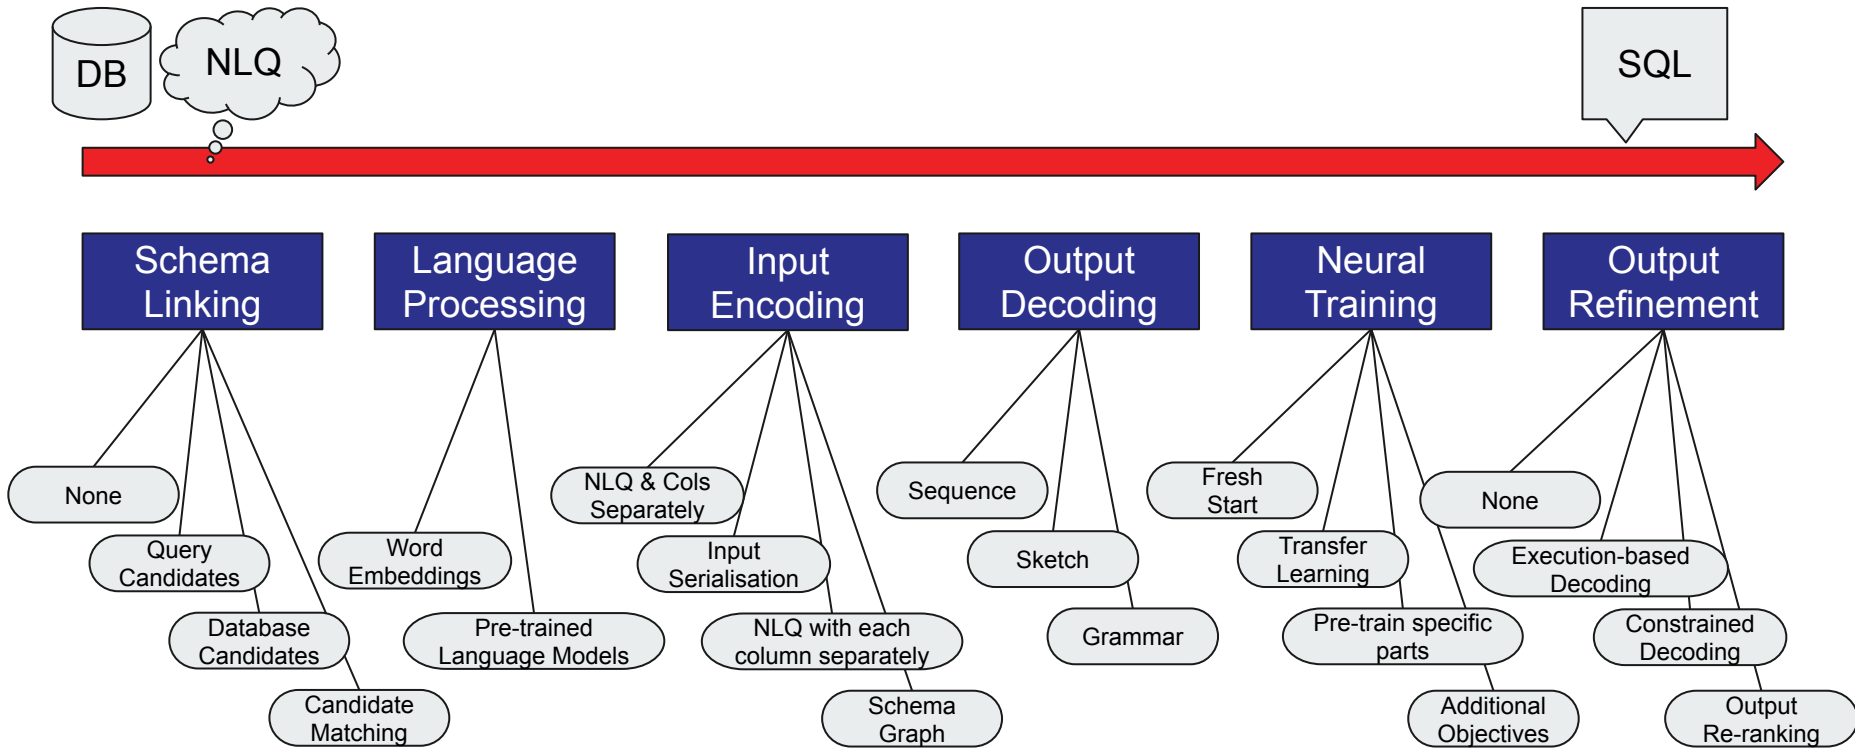 DB
NLQ
SQL
Schema
Linking
Language
Processing
Input
Encoding
Output
Decoding
Neural
Training
Output
Refinement
None
Query
Candidates
Database
Candidates
Candidate
Matching
Word
Embeddings
Pre-trained
Language Models
NLQ & Cols
Separately
Input
Serialisation
NLQ with each
column separately
Schema
Graph
Sequence
Sketch
Grammar
Fresh
Start
Transfer
Learning
Pre-train specific
parts
Additional
Objectives
None
Execution-based
Decoding
Constrained
Decoding
Output
Re-ranking